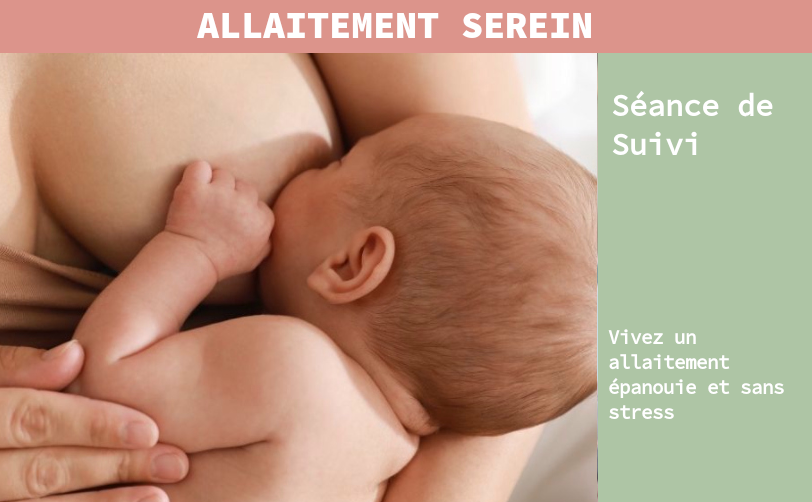 ALLAITEMENT SEREIN
Séance de
Suivi
Vivez un
allaitement
épanouie et sans
stress